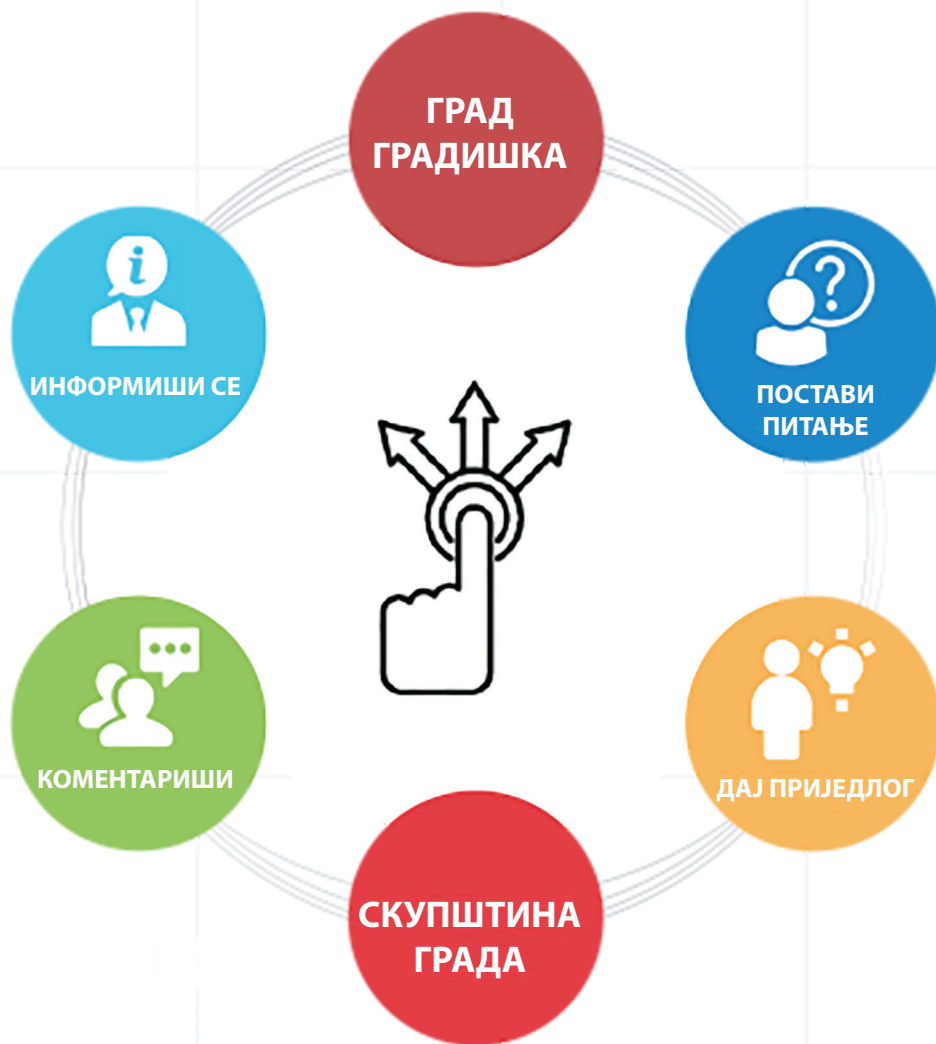 ГРАД
ГРАДИШКА
ИНФОРМИШИ СЕ
ПОСТАВИ
ПИТАЊЕ
КОМЕНТАРИШИ
ДАЈ ПРИЈЕДЛОГ
СКУПШТИНА
ГРАДА